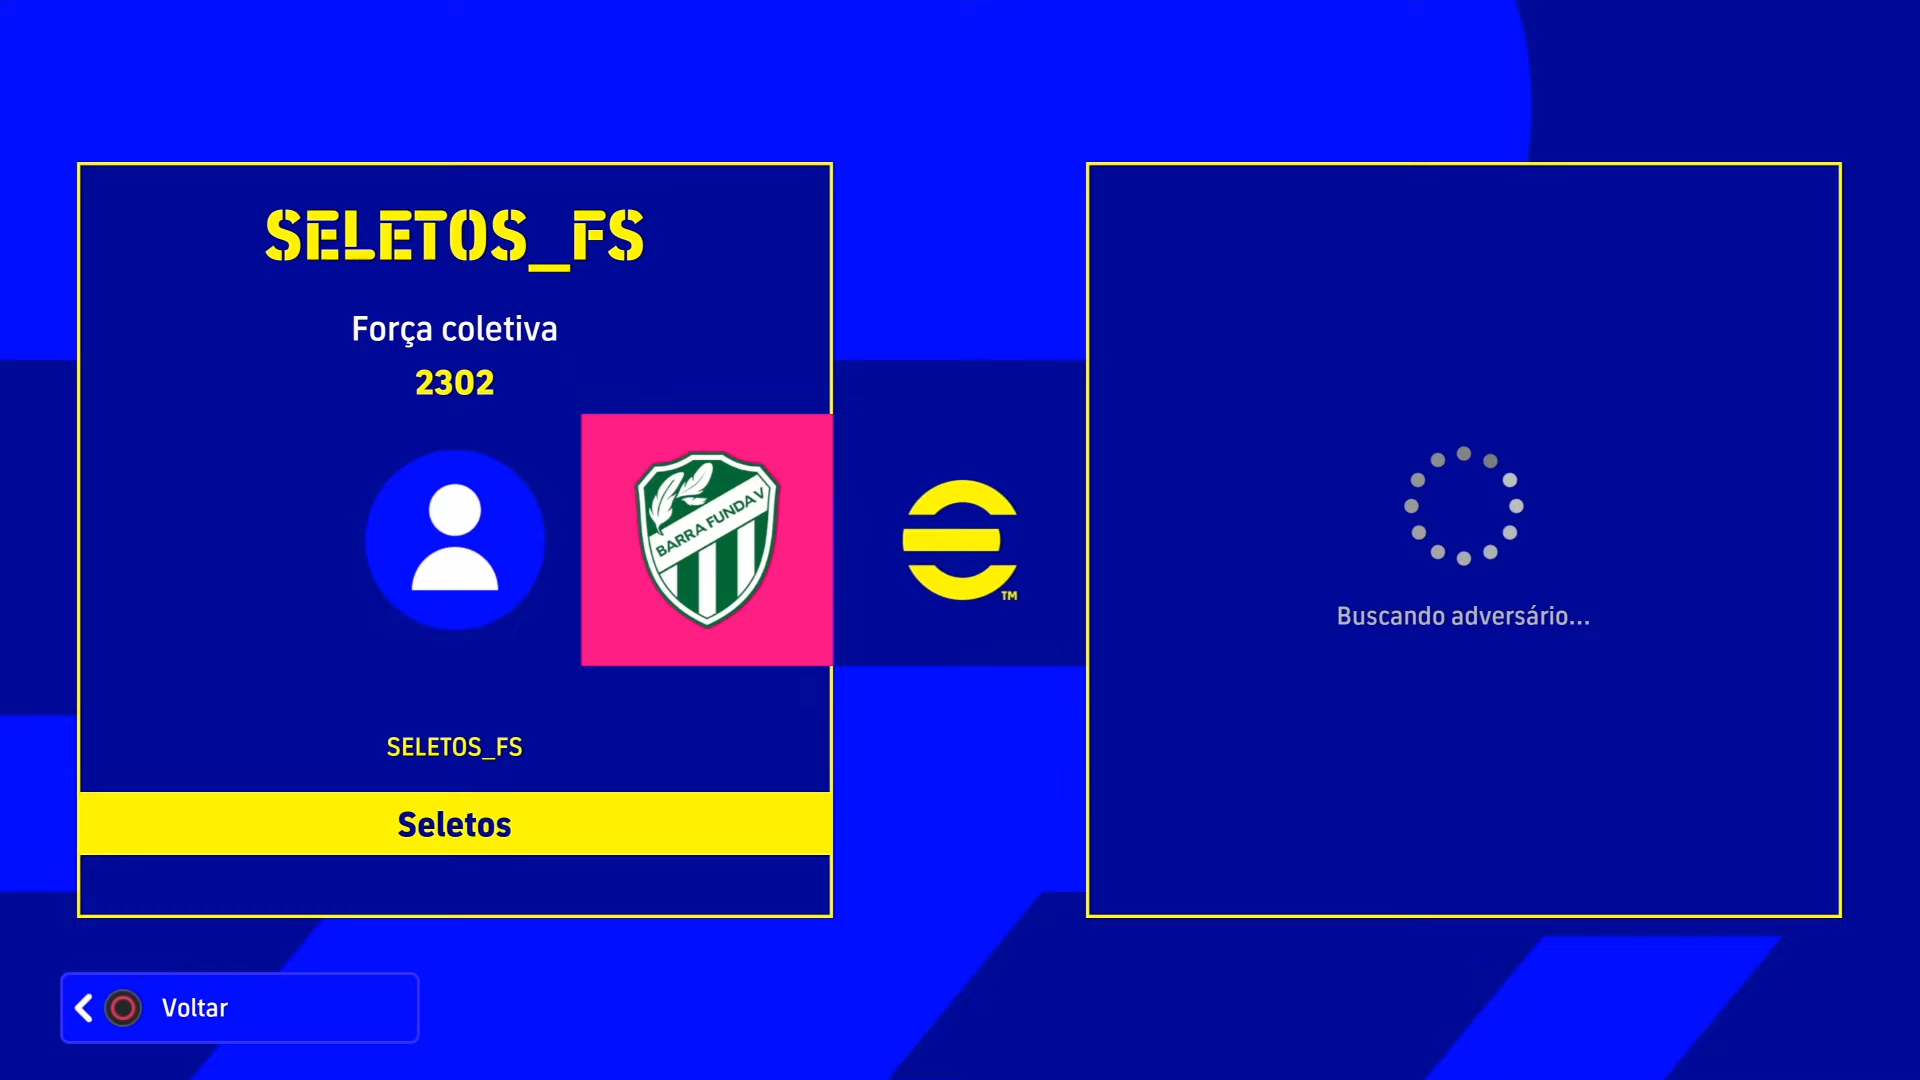 SELETOS_FS
Força coletiva
2302
BARRA FUNDA V
TM
Buscando adversário...
SELETOS_FS
Seletos
Voltar